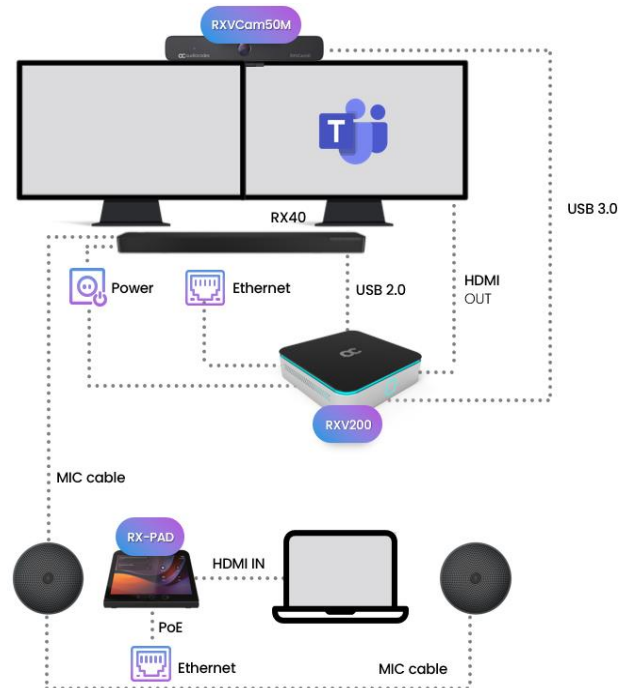 RXVCam50M
audiocodes
T
RX40
USB 3.0
Power
Ethernet
USB 2.0
HDMI
OUT
RXV200
MIC cable
RX-PAD
HDMI IN
PoE
Ethernet
MIC cable